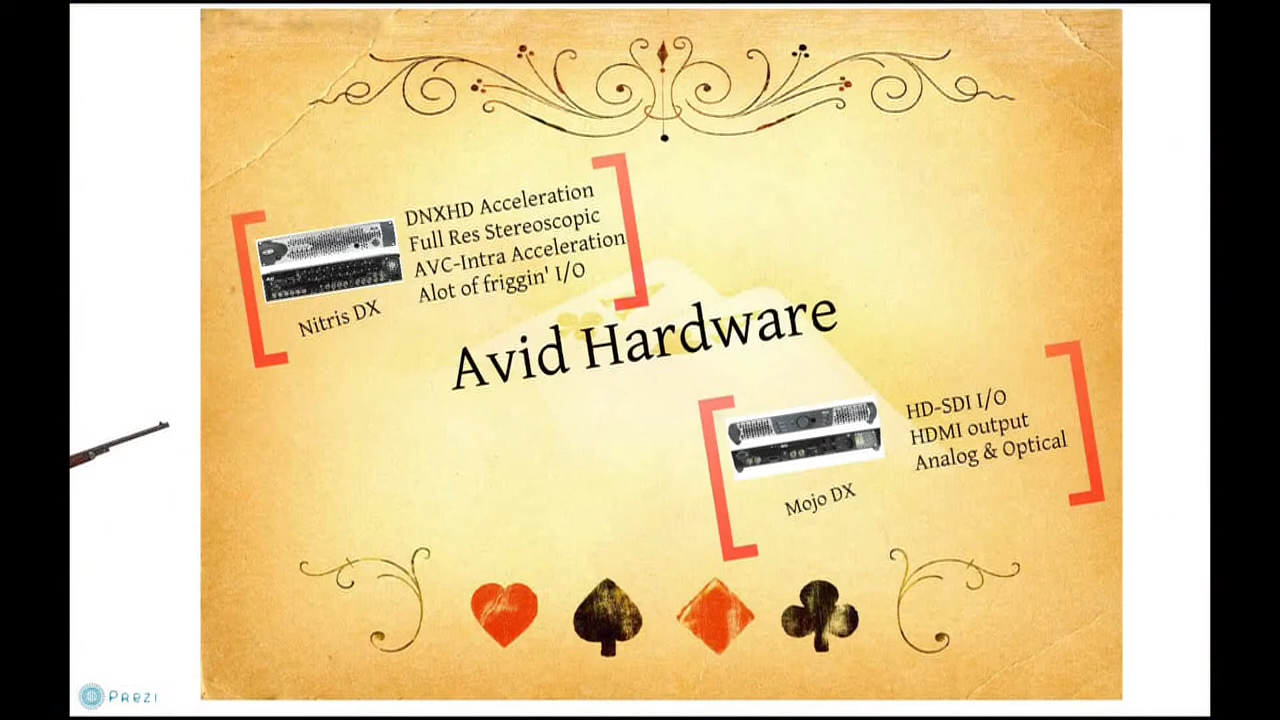 DNXHD Acceleration
Full Res Stereoscopic
AVC-Intra Acceleration
Alot of friggin' I/O
Nitris DX
Avid Hardware
HD-SDI I/O
HDMI output
Analog & Optical
Mojo DX
Prezi